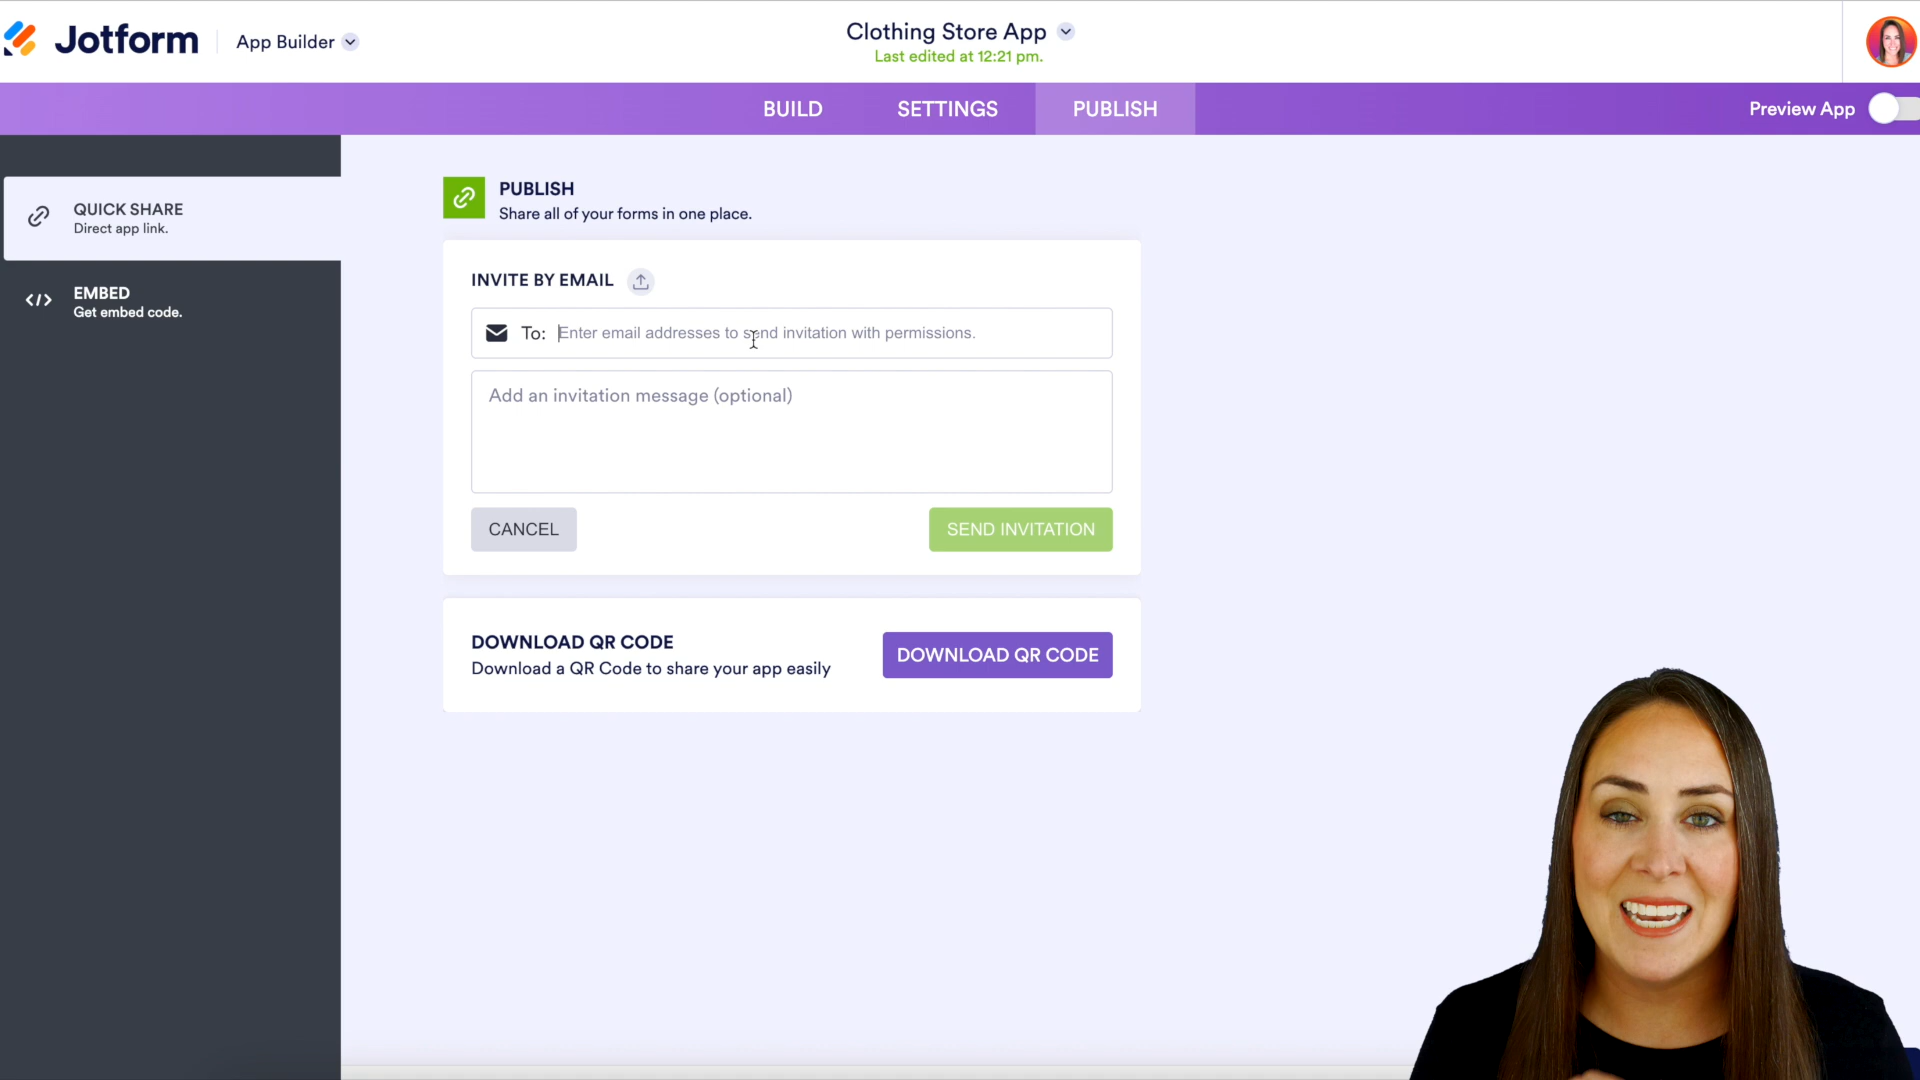 Jotform
App Builder
Clothing Store App
Last edited at 12:21 pm.
BUILD
SETTINGS
PUBLISH
Preview App
QUICK SHARE
Direct app link.
EMBED
Get embed code.
PUBLISH
Share all of your forms in one place.
INVITE BY EMAIL
To: Enter email addresses to send invitation with permissions.
Add an invitation message (optional)
CANCEL
SEND INVITATION
DOWNLOAD QR CODE
Download a QR Code to share your app easily
DOWNLOAD QR CODE